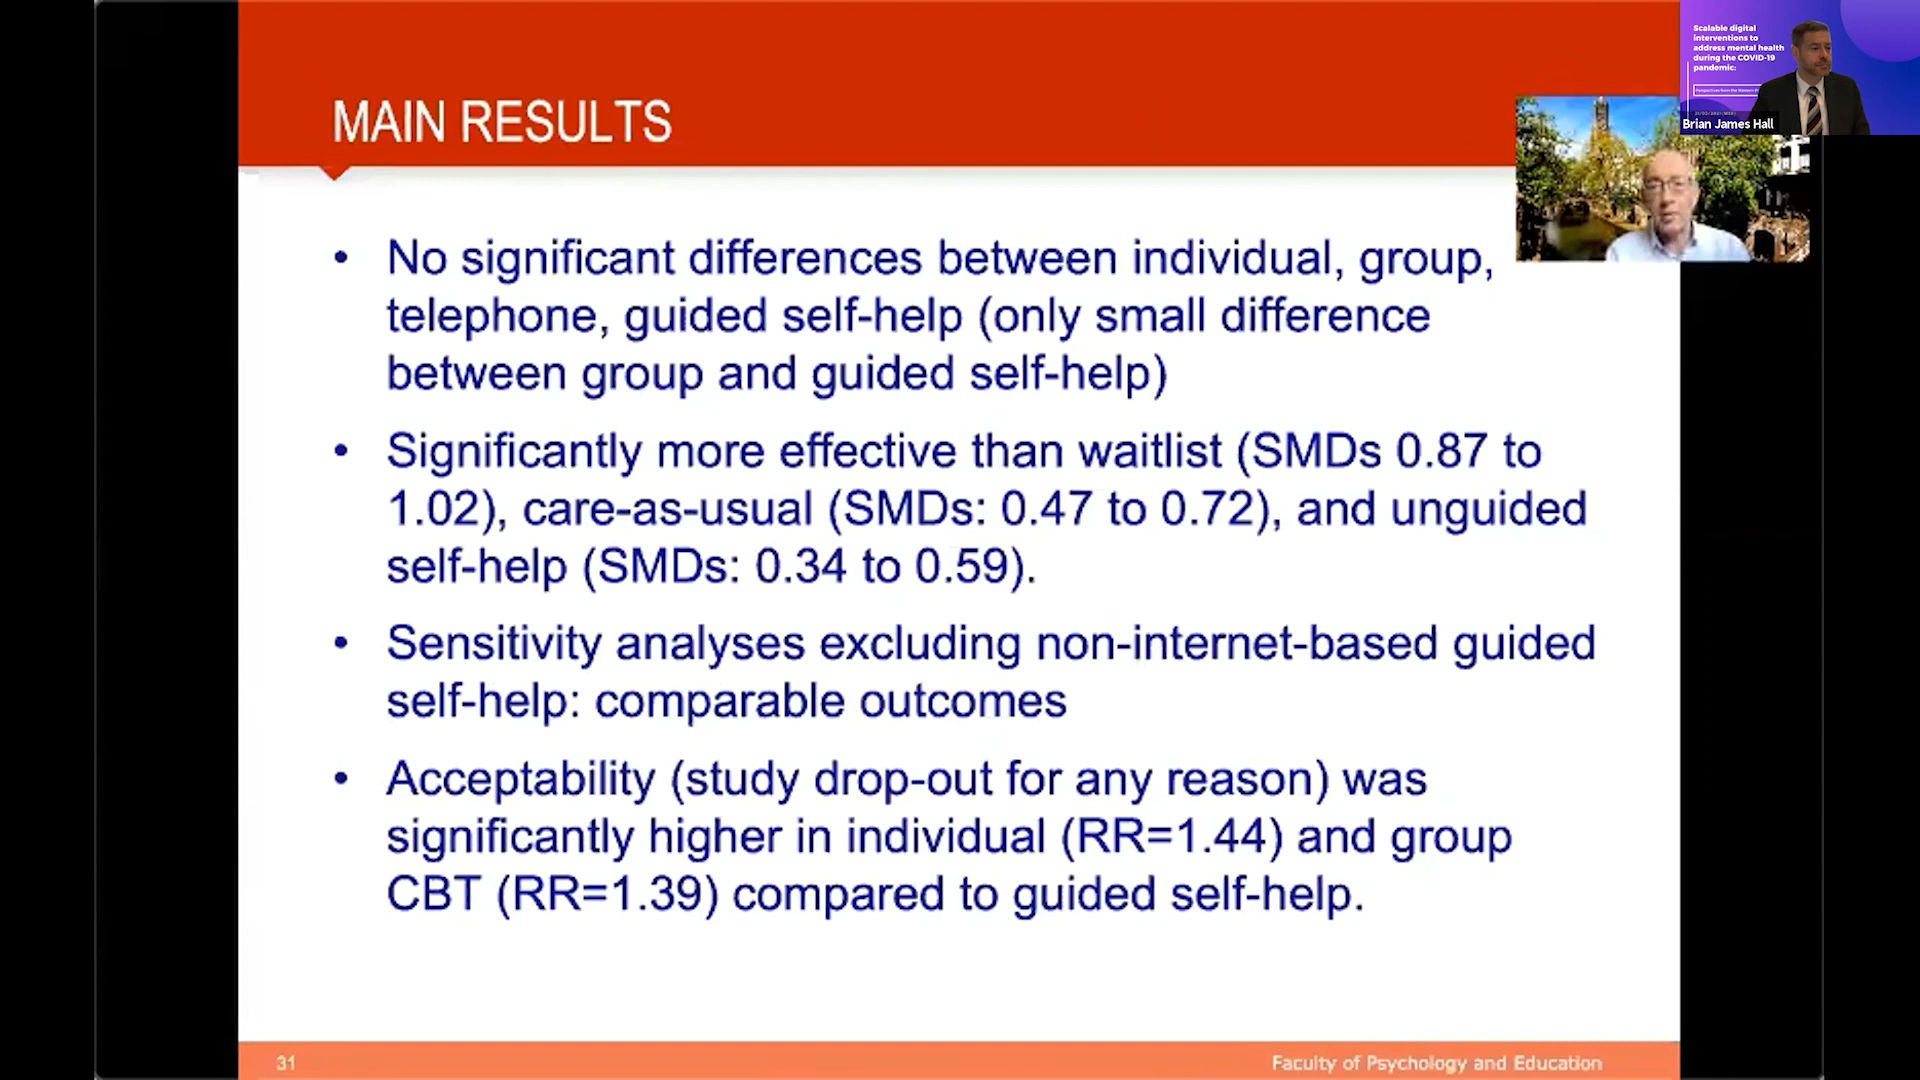 MAIN RESULTS
• No significant differences between individual, group,
telephone, guided self-help (only small difference
between group and guided self-help)
• Significantly more effective than waitlist (SMDs 0.87 to
1.02), care-as-usual (SMDs: 0.47 to 0.72), and unguided
self-help (SMDs: 0.34 to 0.59).
• Sensitivity analyses excluding non-internet-based guided
self-help: comparable outcomes
• Acceptability (study drop-out for any reason) was
significantly higher in individual (RR=1.44) and group
CBT (RR=1.39) compared to guided self-help.
31
Faculty of Psychology and Education
Scalable digital
interventions to
address mental health
during the COVID-19
pandemic:
Perspectives from the Western
Brian James Hall